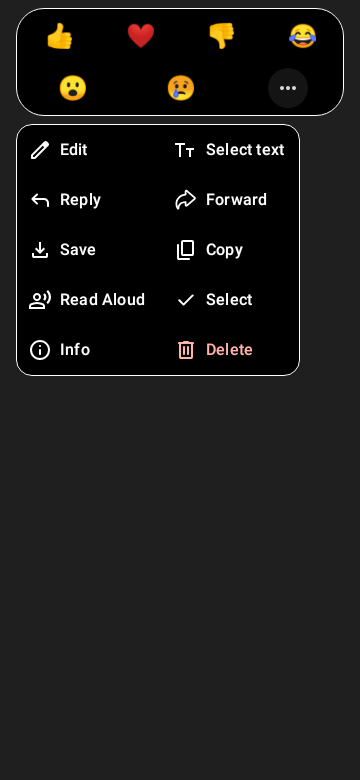 Edit
Select text
Reply
Forward
Save
Copy
Read Aloud
Select
Info
Delete